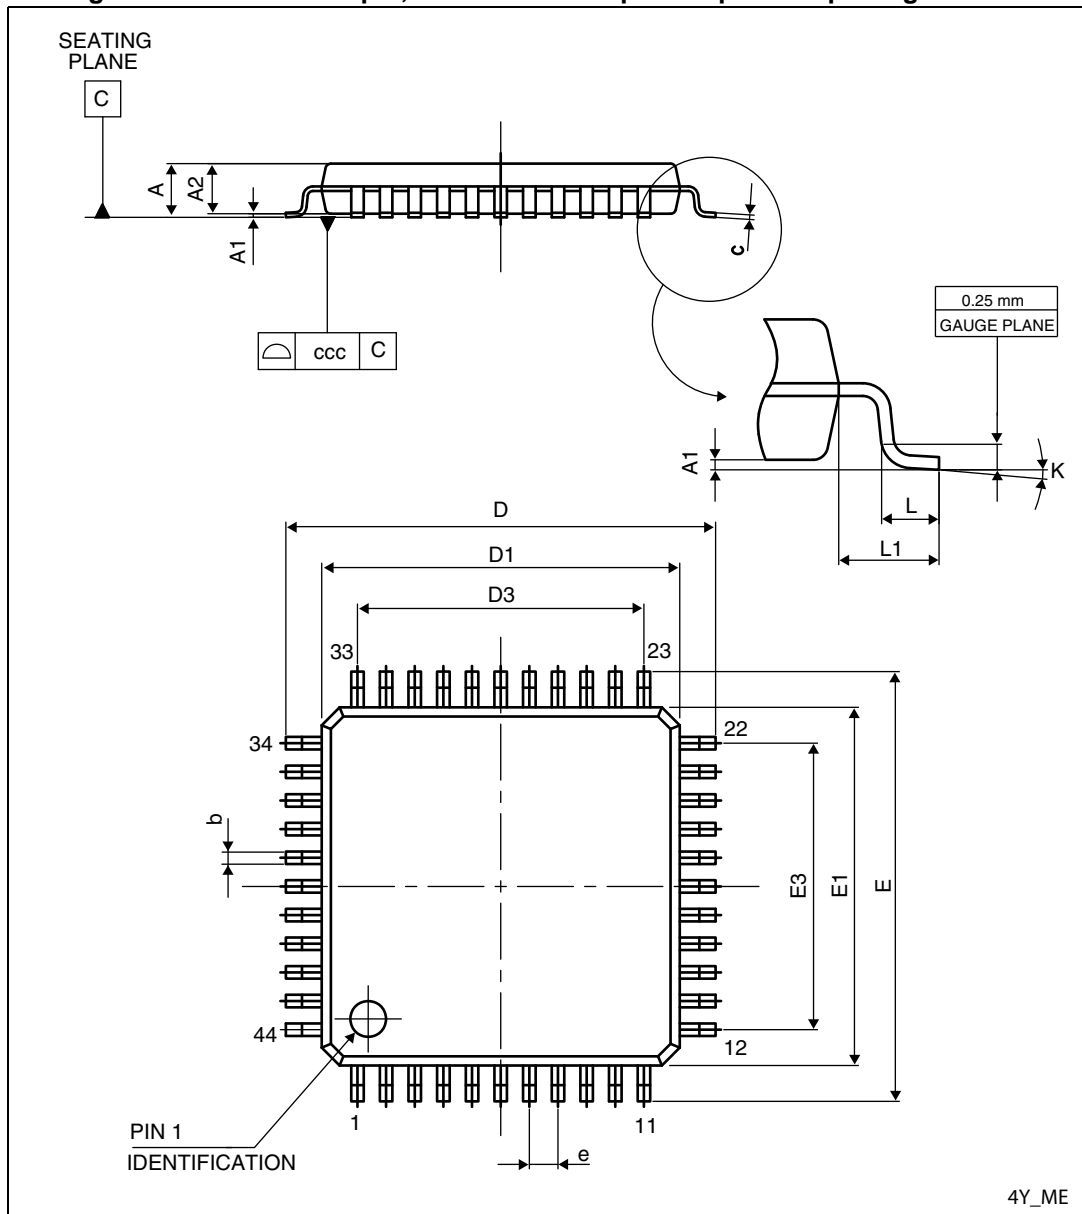 SEATING
PLANE
C
A
A2
A1
c
ccc C
0.25 mm
GAUGE PLANE
A1
K
L
L1
D
D1
D3
33
23
34
22
b
E3
E1
E
44
12
1
11
PIN 1
IDENTIFICATION
e
4Y_ME